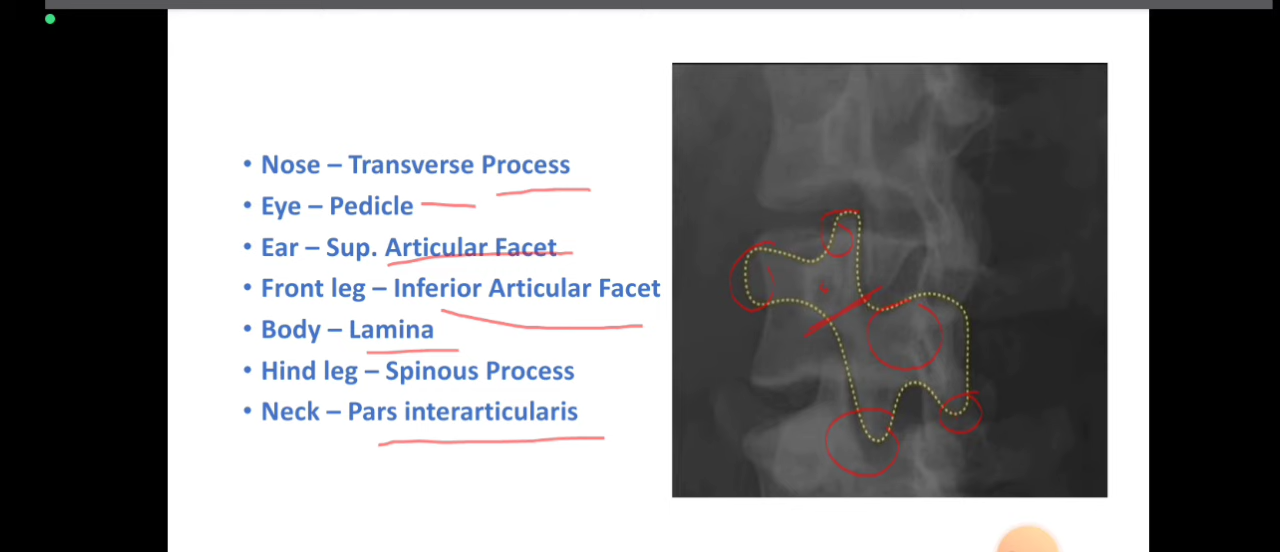 • Nose – Transverse Process
• Eye – Pedicle
• Ear – Sup. Articular Facet
• Front leg – Inferior Articular Facet
• Body – Lamina
• Hind leg – Spinous Process
• Neck – Pars interarticularis